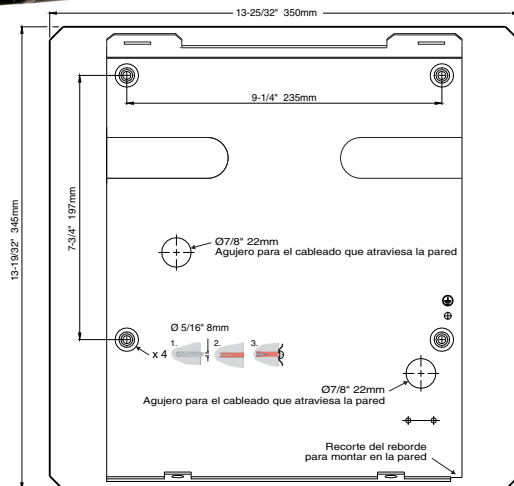 13-25/32" 350mm
9-1/4" 235mm
13-19/32" 345mm
7-3/4" 197mm
Ø7/8" 22mm
Agujero para el cableado que atraviesa la pared
Ø 5/16" 8mm
x 4
1.
2.
3.
Ø7/8" 22mm
Agujero para el cableado que atraviesa la pared
Recorte del reborde
para montar en la pared